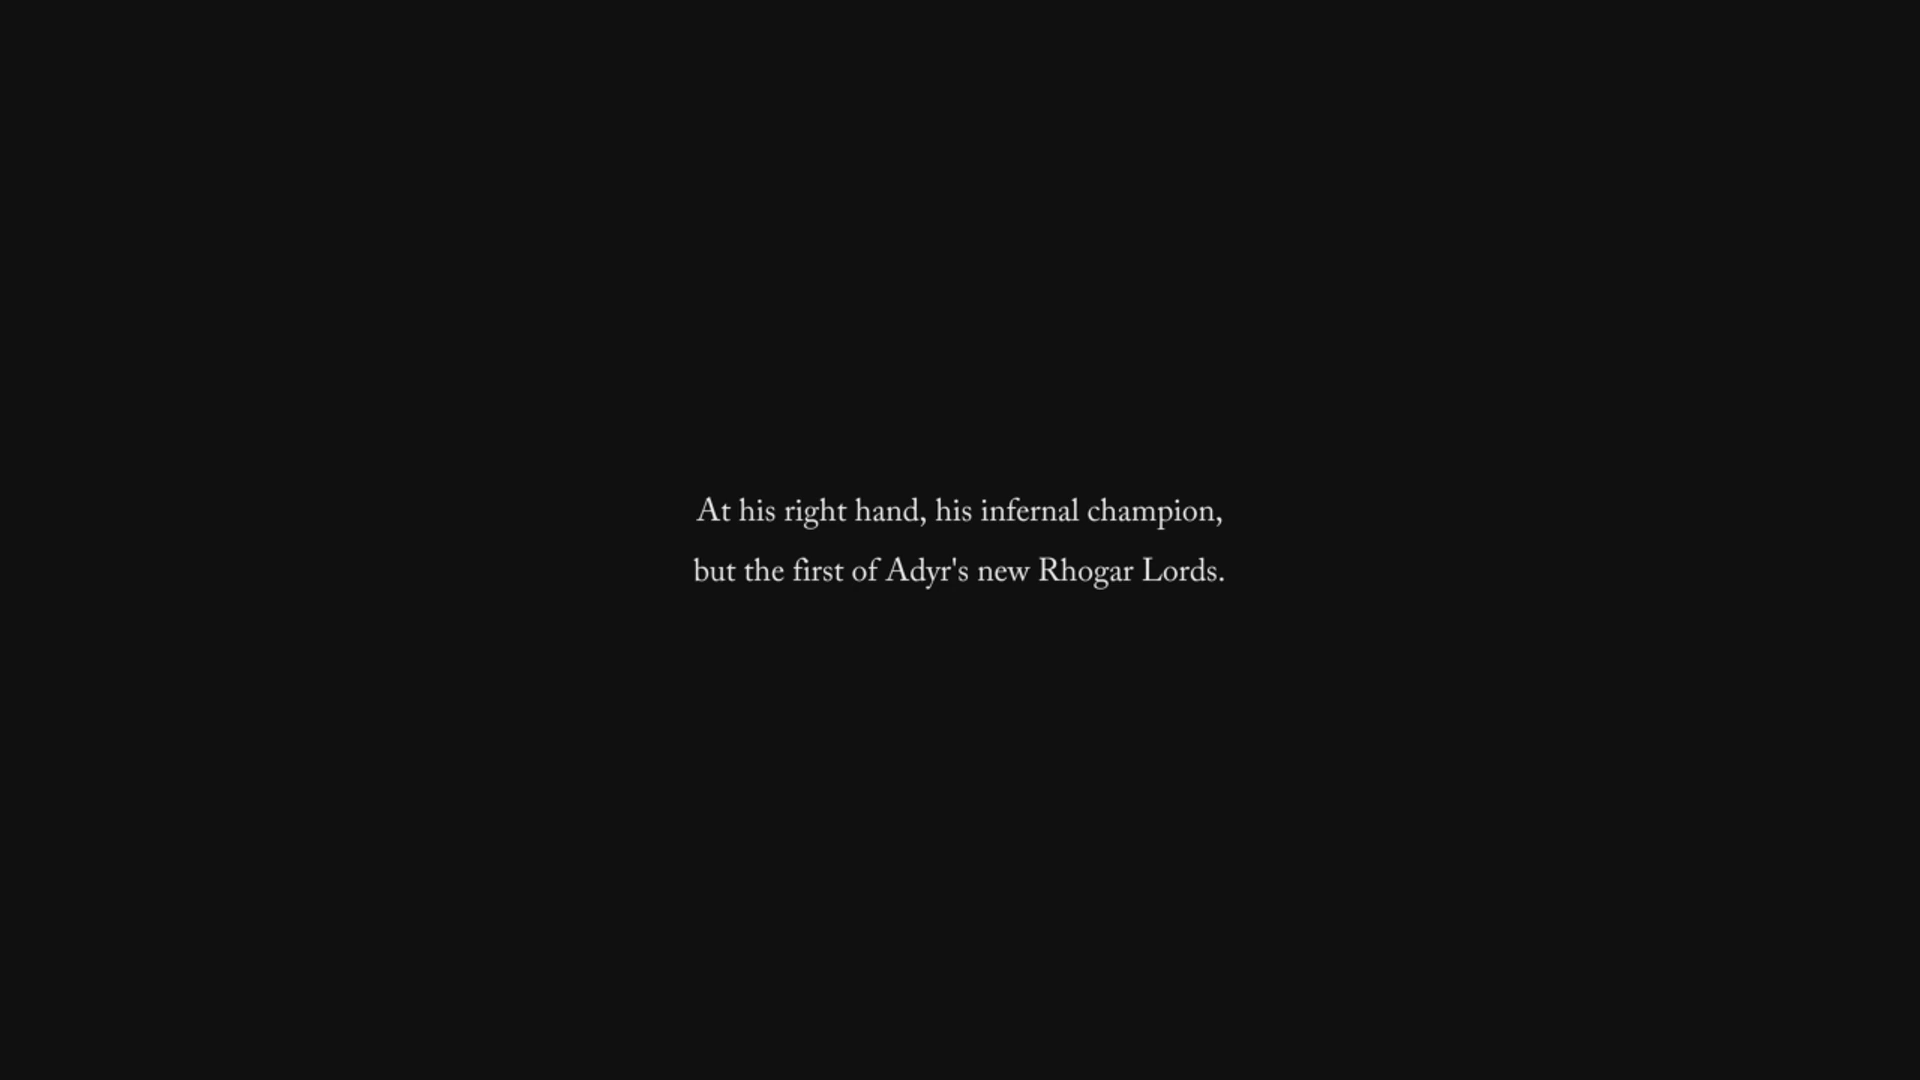 At his right hand, his infernal champion,
but the first of Adyr's new Rhogar Lords.